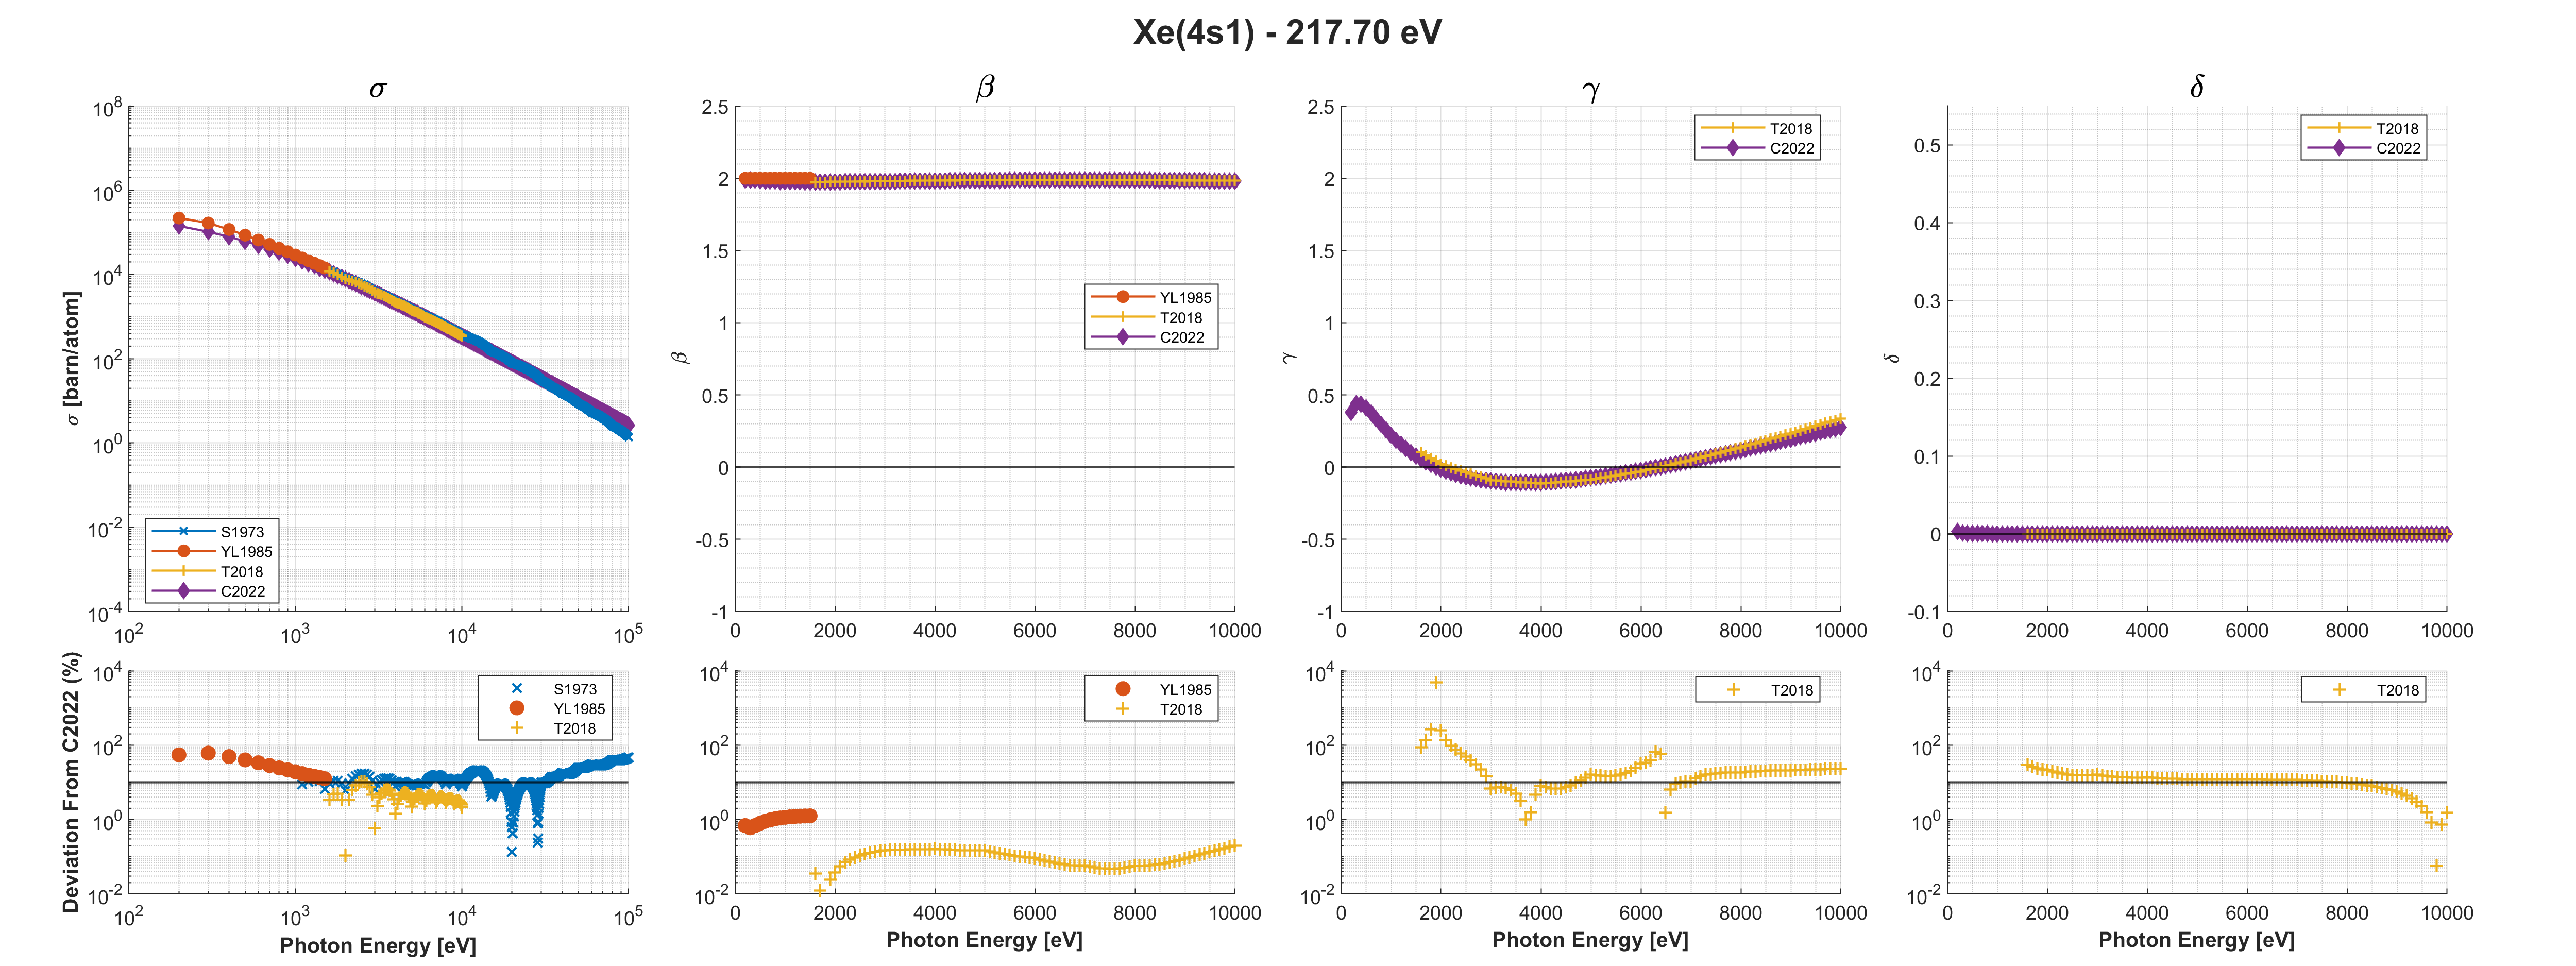 Xe(4s1) - 217.70 eV
σ
σ [barn/atom]
10^8
10^6
10^4
10^2
10^0
10^-2
10^-4
10^2
10^3
10^4
10^5
S1973
YL1985
T2018
C2022
β
β
2.5
2
1.5
1
0.5
0
-0.5
-1
0
2000
4000
6000
8000
10000
YL1985
T2018
C2022
γ
γ
2.5
2
1.5
1
0.5
0
-0.5
-1
0
2000
4000
6000
8000
10000
T2018
C2022
δ
δ
0.5
0.4
0.3
0.2
0.1
0
-0.1
0
2000
4000
6000
8000
10000
T2018
C2022
Deviation From C2022 (%)
10^4
10^2
10^0
10^-2
10^2
10^3
10^4
10^5
Photon Energy [eV]
S1973
YL1985
T2018
10^4
10^2
10^0
10^-2
0
2000
4000
6000
8000
10000
Photon Energy [eV]
YL1985
T2018
10^4
10^2
10^0
10^-2
0
2000
4000
6000
8000
10000
Photon Energy [eV]
T2018
10^4
10^2
10^0
10^-2
0
2000
4000
6000
8000
10000
Photon Energy [eV]
T2018